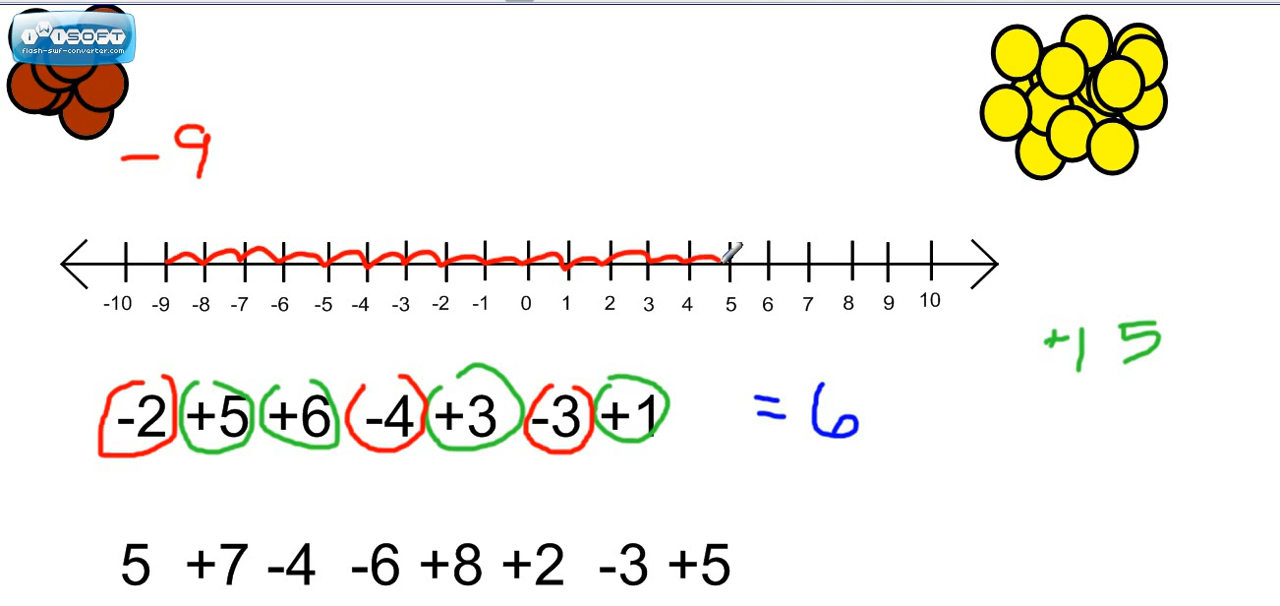 iWiSOFT
flash-swf-converter.com
-9
-10 -9 -8 -7 -6 -5 -4 -3 -2 -1 0 1 2 3 4 5 6 7 8 9 10
+15
-2 +5 +6 -4 +3 -3 +1 = 6
5 +7 -4 -6 +8 +2 -3 +5